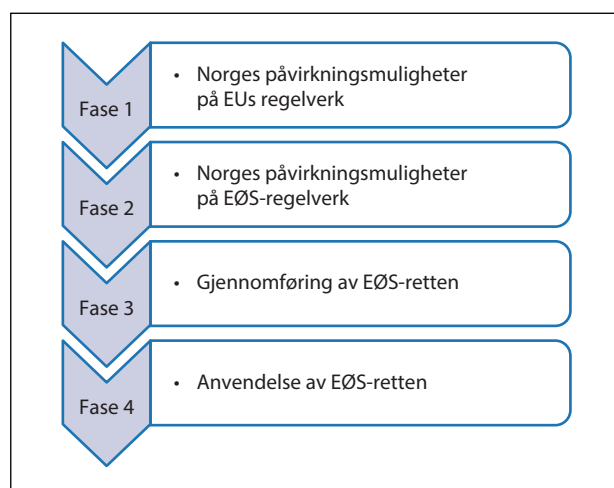 Fase 1
• Norges påvirkningsmuligheter
på EUs regelverk
Fase 2
• Norges påvirkningsmuligheter
på EØS-regelverk
Fase 3
• Gjennomføring av EØS-retten
Fase 4
• Anvendelse av EØS-retten